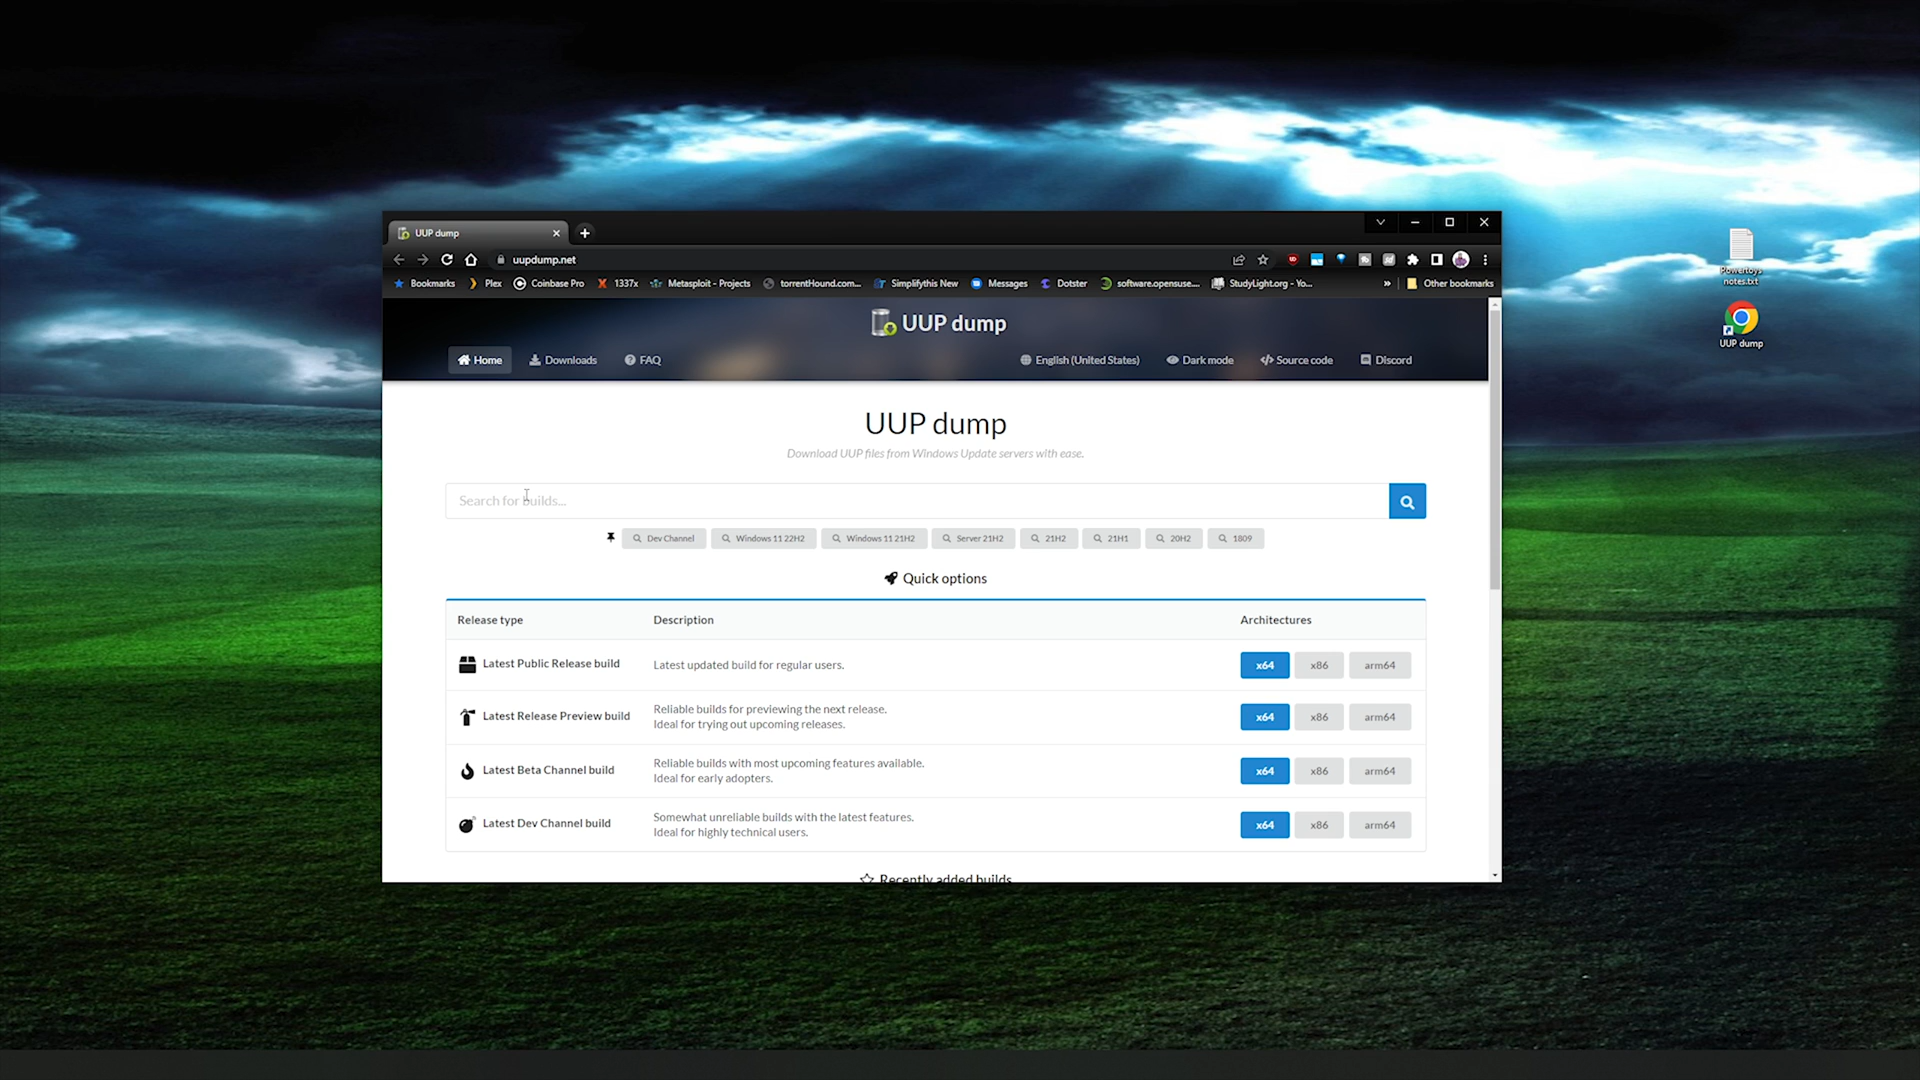 UUP dump
uupdump.net
Bookmarks Plex Coinbase Pro 1337x Metasploit - Projects torrentHound.com... Simplifythis New Messages Dotster software.opensuse.... StudyLight.org - Yo... » Other bookmarks
UUP dump
Home Downloads FAQ English (United States) Dark mode Source code Discord
UUP dump
Download UUP files from Windows Update servers with ease.
Search for builds...
Dev Channel Windows 11 22H2 Windows 11 21H2 Server 21H2 21H2 21H1 20H2 1809
Quick options
Release type Description Architectures
Latest Public Release build Latest updated build for regular users. x64 x86 arm64
Latest Release Preview build Reliable builds for previewing the next release.
Ideal for trying out upcoming releases. x64 x86 arm64
Latest Beta Channel build Reliable builds with most upcoming features available.
Ideal for early adopters. x64 x86 arm64
Latest Dev Channel build Somewhat unreliable builds with the latest features.
Ideal for highly technical users. x64 x86 arm64
Recently added builds
Powertoys
notes.txt
UUP dump